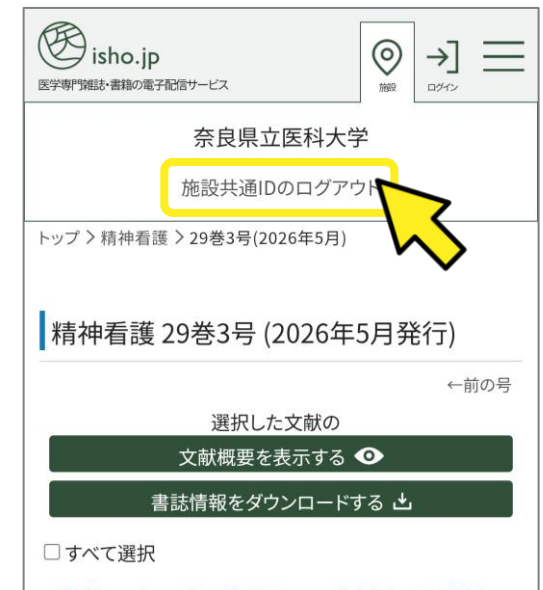 医 isho.jp
医学専門雑誌・書籍の電子配信サービス
施設
ログイン
奈良県立医科大学
施設共通IDのログアウト
トップ > 精神看護 > 29巻3号(2026年5月)
精神看護 29巻3号 (2026年5月発行)
←前の号
選択した文献の
文献概要を表示する
書誌情報をダウンロードする
すべて選択